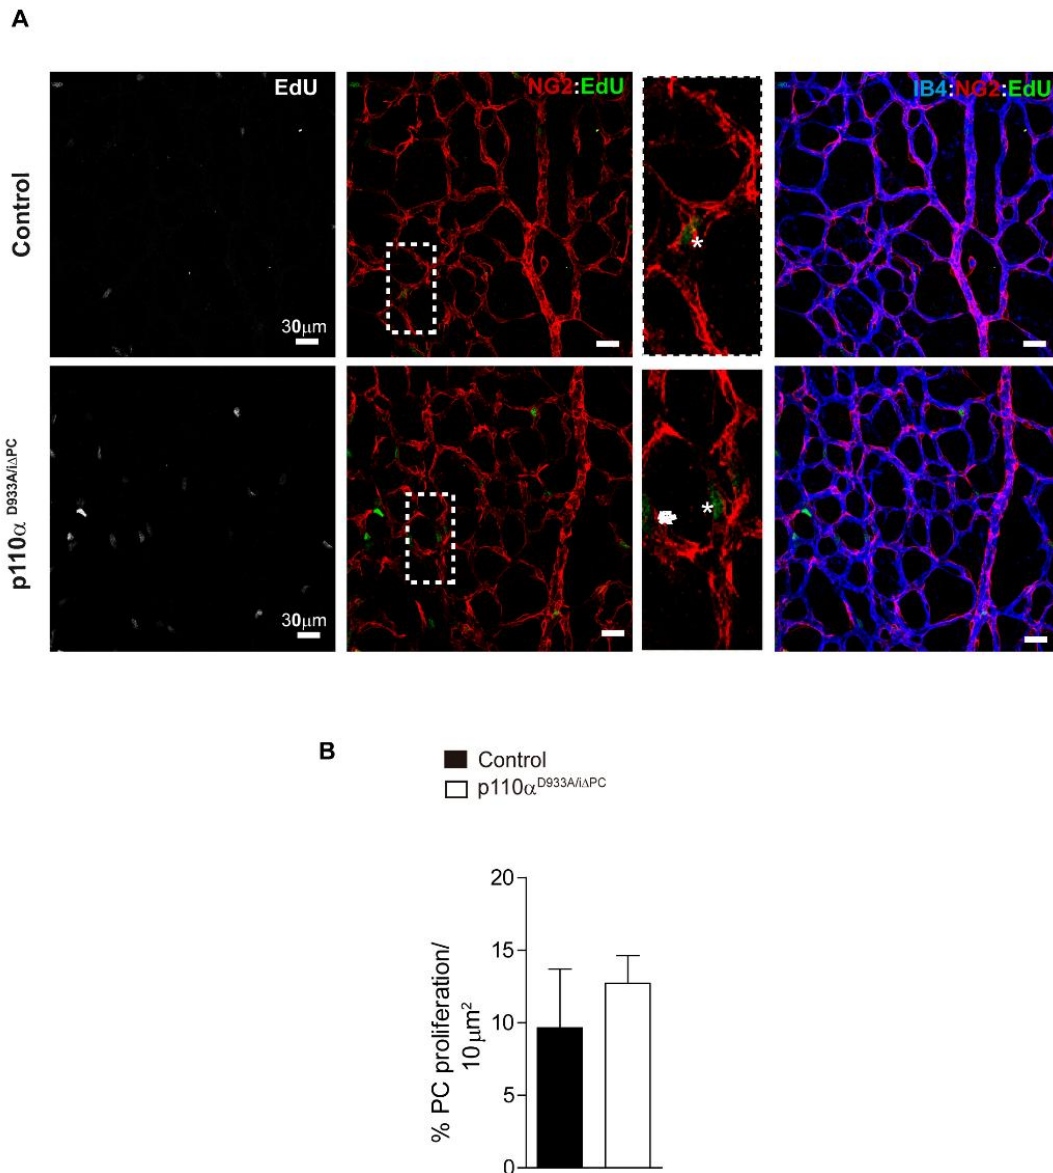 A
EdU
NG2:EdU
IB4:NG2:EdU
Control
*
30μm
p110α D933A/iΔPC
*
30μm
B
Control
p110α D933A/iΔPC
% PC proliferation/
10μm²
20
15
10
5
0